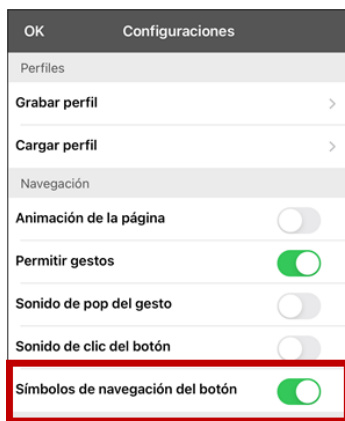 OK Configuraciones
Perfiles
Grabar perfil
Cargar perfil
Navegación
Animación de la página
Permitir gestos
Sonido de pop del gesto
Sonido de clic del botón
Símbolos de navegación del botón